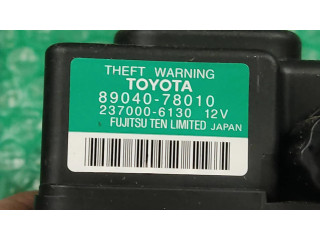 THEFT WARNING
TOYOTA
89040-78010
237000-6130 12V
FUJITSU TEN LIMITED JAPAN